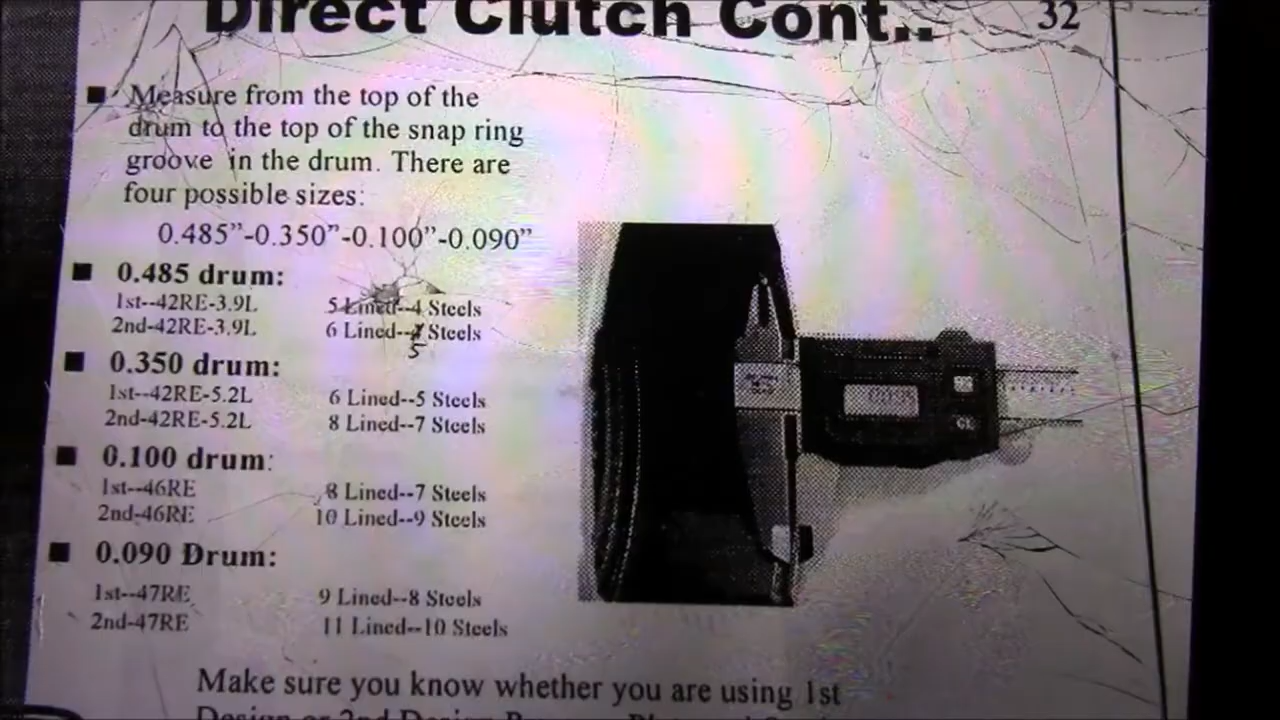 Direct Clutch Cont..
32
■ Measure from the top of the
drum to the top of the snap ring
groove in the drum. There are
four possible sizes:
0.485”-0.350”-0.100”-0.090”
■ 0.485 drum:
1st--42RE-3.9L 5 Lined--4 Steels
2nd-42RE-3.9L 6 Lined-- Steels
5
■ 0.350 drum:
1st--42RE-5.2L 6 Lined--5 Steels
2nd-42RE-5.2L 8 Lined--7 Steels
■ 0.100 drum:
1st--46RE 8 Lined--7 Steels
2nd-46RE 10 Lined--9 Steels
■ 0.090 Drum:
1st--47RE 9 Lined--8 Steels
2nd-47RE 11 Lined--10 Steels
Make sure you know whether you are using 1st
Design or 2nd Design